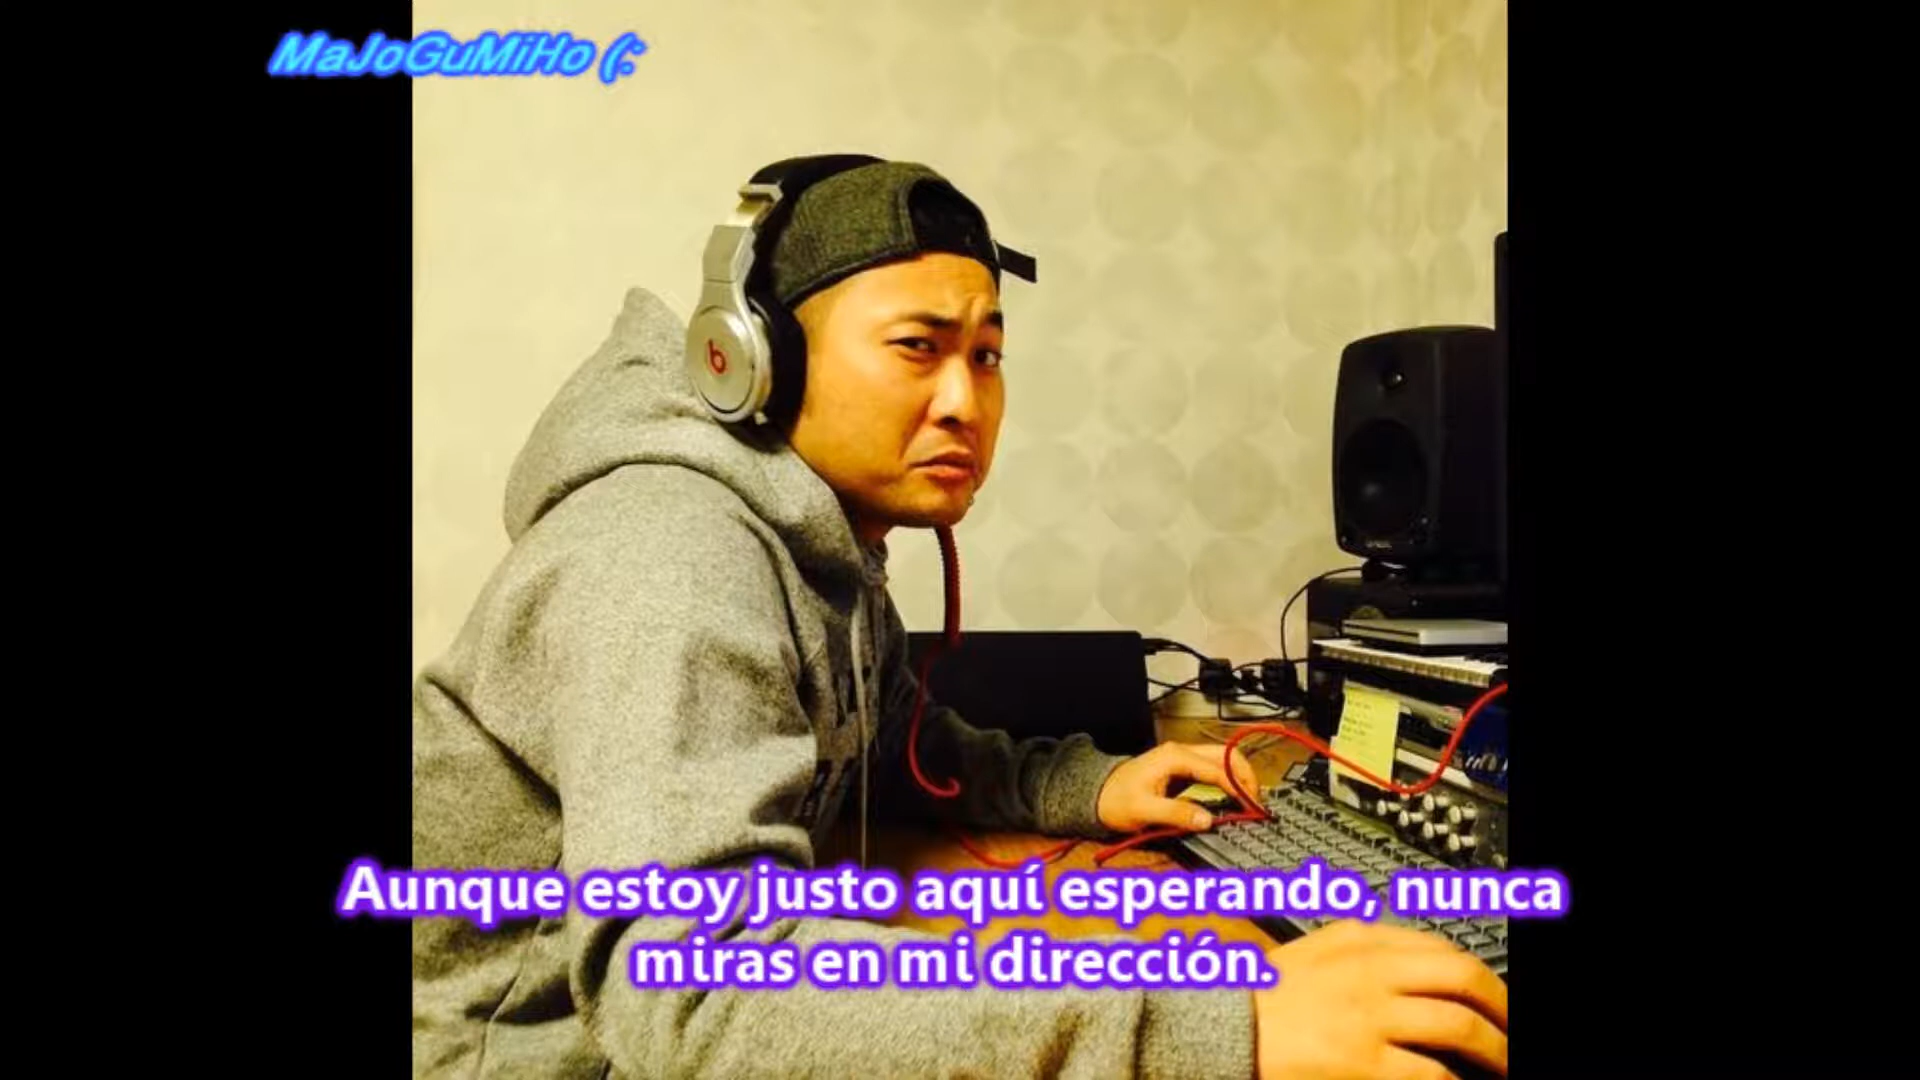 MaJoGuMiHo (:
b
Aunque estoy justo aquí esperando, nunca
miras en mi dirección.